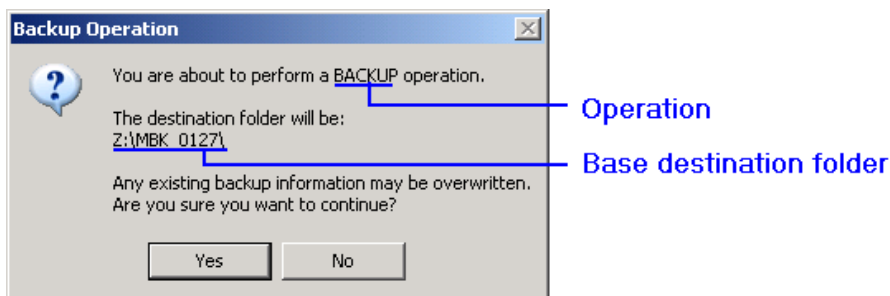 Backup Operation
You are about to perform a BACKUP operation.
The destination folder will be:
Z:\MBK_0127\
Any existing backup information may be overwritten.
Are you sure you want to continue?
Yes
No
Operation
Base destination folder